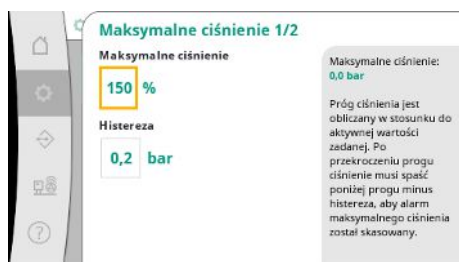 Maksymalne ciśnienie 1/2
Maksymalne ciśnienie
150 %
Histereza
0,2 bar
Maksymalne ciśnienie:
0,0 bar
Próg ciśnienia jest
obliczany w stosunku do
aktywnej wartości
zadanej. Po
przekroczeniu progu
ciśnienie musi spaść
poniżej progu minus
histereza, aby alarm
maksymalnego ciśnienia
został skasowany.
?